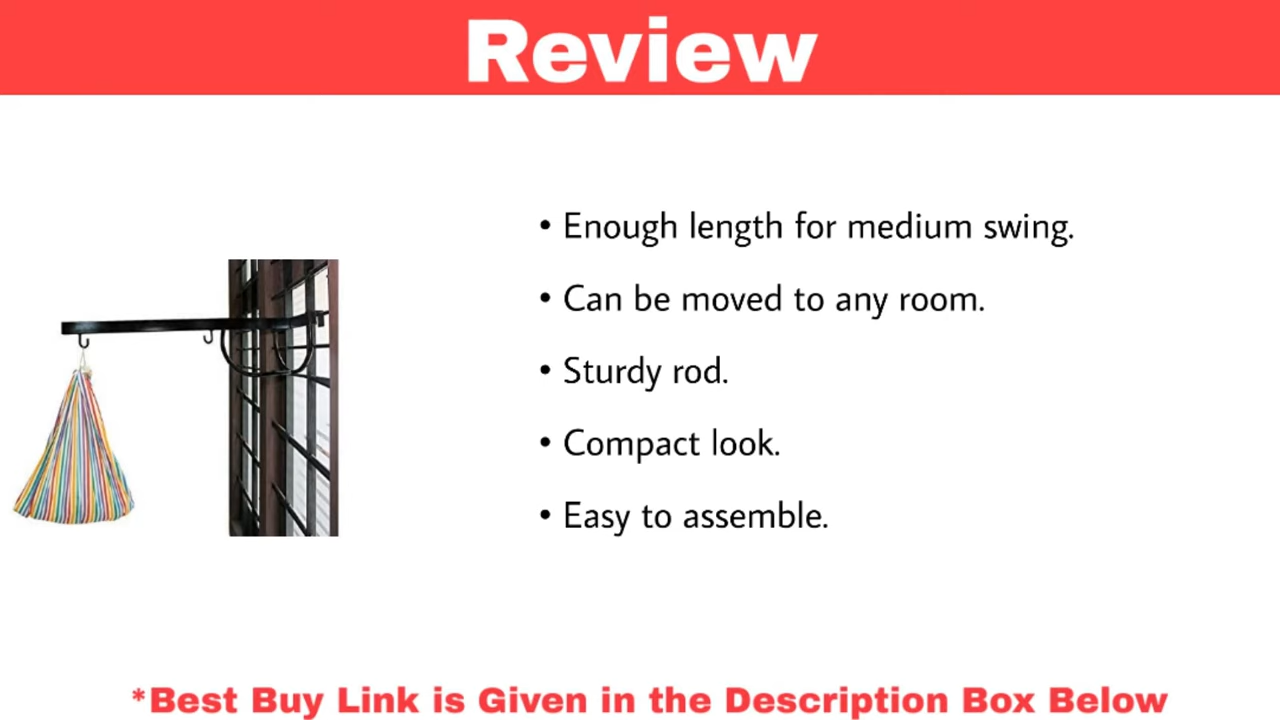 Review
• Enough length for medium swing.
• Can be moved to any room.
• Sturdy rod.
• Compact look.
• Easy to assemble.
*Best Buy Link is Given in the Description Box Below